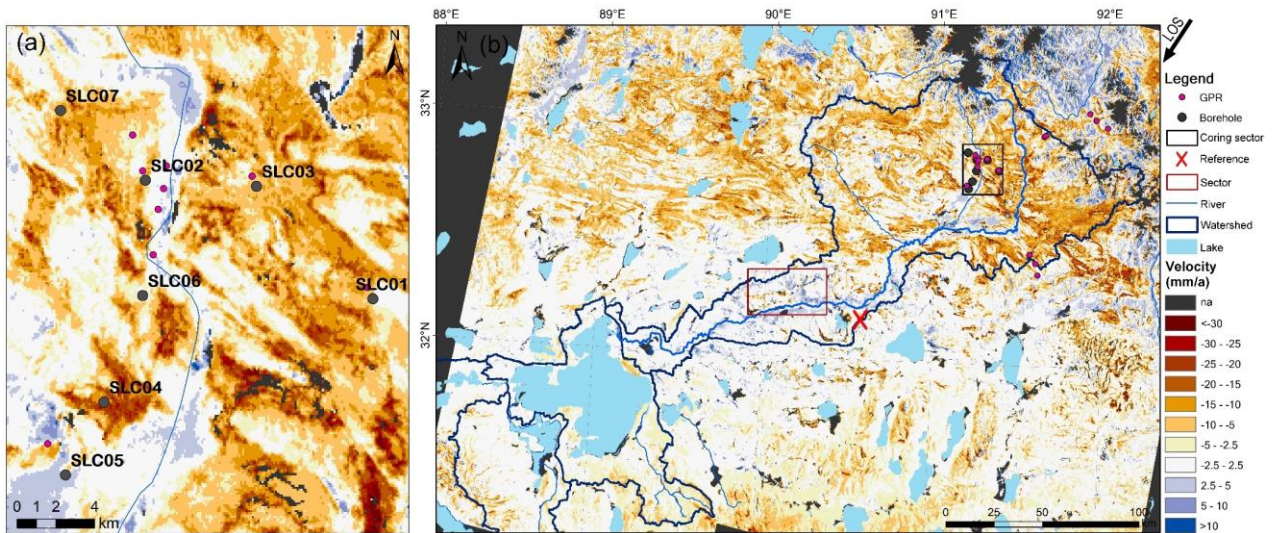 (a)
N
SLC07
SLC02
SLC03
SLC06
SLC01
SLC04
SLC05
0 1 2 4
km
88°E 89°E 90°E 91°E 92°E
(b)
N
33°N
32°N
0 25 50 100
km
LOS
Legend
GPR
Borehole
Coring sector
Reference
Sector
River
Watershed
Lake
Velocity
(mm/a)
na
<-30
-30 - -25
-25 - -20
-20 - -15
-15 - -10
-10 - -5
-5 - -2.5
-2.5 - 2.5
2.5 - 5
5 - 10
>10